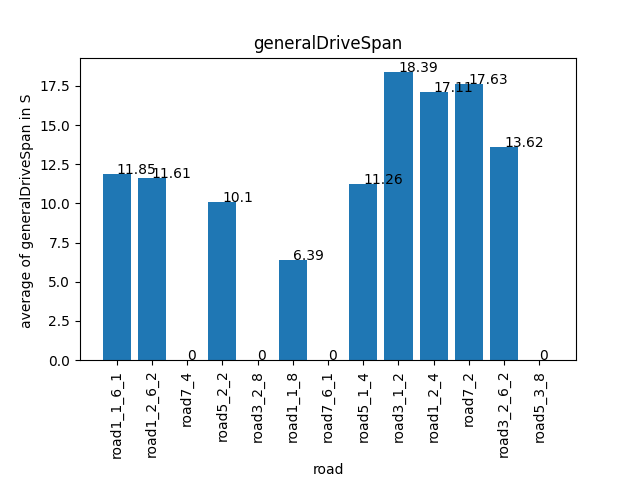 generalDriveSpan
average of generalDriveSpan in S
17.5
15.0
12.5
10.0
7.5
5.0
2.5
0.0
11.85
11.61
0
10.1
0
6.39
0
11.26
18.39
17.11
17.63
13.62
0
road1_1_6_1
road1_2_6_2
road7_4
road5_2_2
road3_2_8
road1_1_8
road7_6_1
road5_1_4
road3_1_2
road1_2_4
road7_2
road3_2_6_2
road5_3_8
road